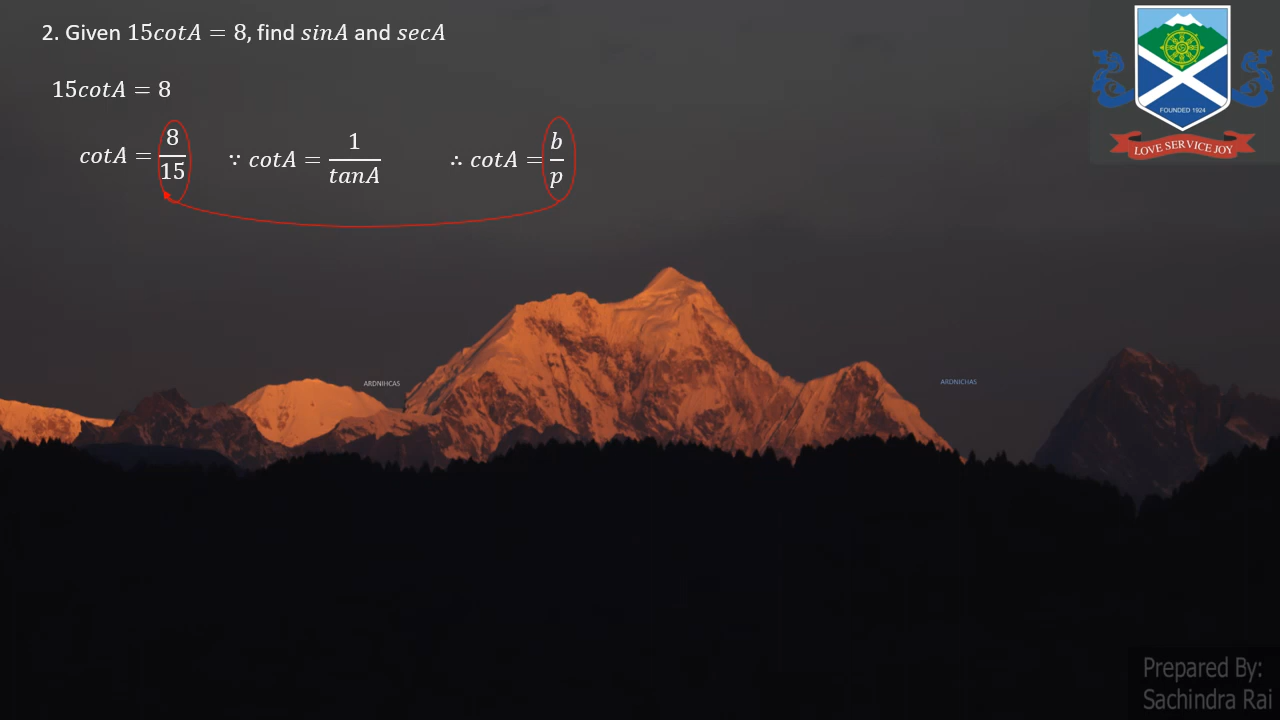 2. Given 15cotA = 8, find sinA and secA
15cotA = 8
cotA = 8/15 ∵ cotA = 1/tanA ∴ cotA = b/p
FOUNDED 1924
LOVE SERVICE JOY
ARDNIHCAS
ARDNICHAS
Prepared By:
Sachindra Rai